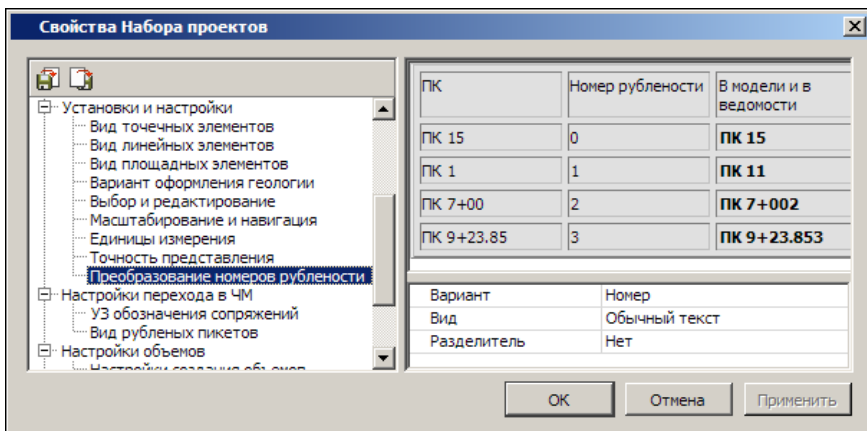 Свойства Набора проектов
Установки и настройки
Вид точечных элементов
Вид линейных элементов
Вид площадных элементов
Вариант оформления геологии
Выбор и редактирование
Масштабирование и навигация
Единицы измерения
Точность представления
Преобразование номеров рублености
Настройки перехода в ЧМ
УЗ обозначения сопряжений
Вид рубленых пикетов
Настройки объемов
Настройки создания объемов
ПК Номер рублености В модели и в
ведомости
ПК 15 0 ПК 15
ПК 1 1 ПК 11
ПК 7+00 2 ПК 7+002
ПК 9+23.85 3 ПК 9+23.853
Вариант Номер
Вид Обычный текст
Разделитель Нет
ОК Отмена Применить